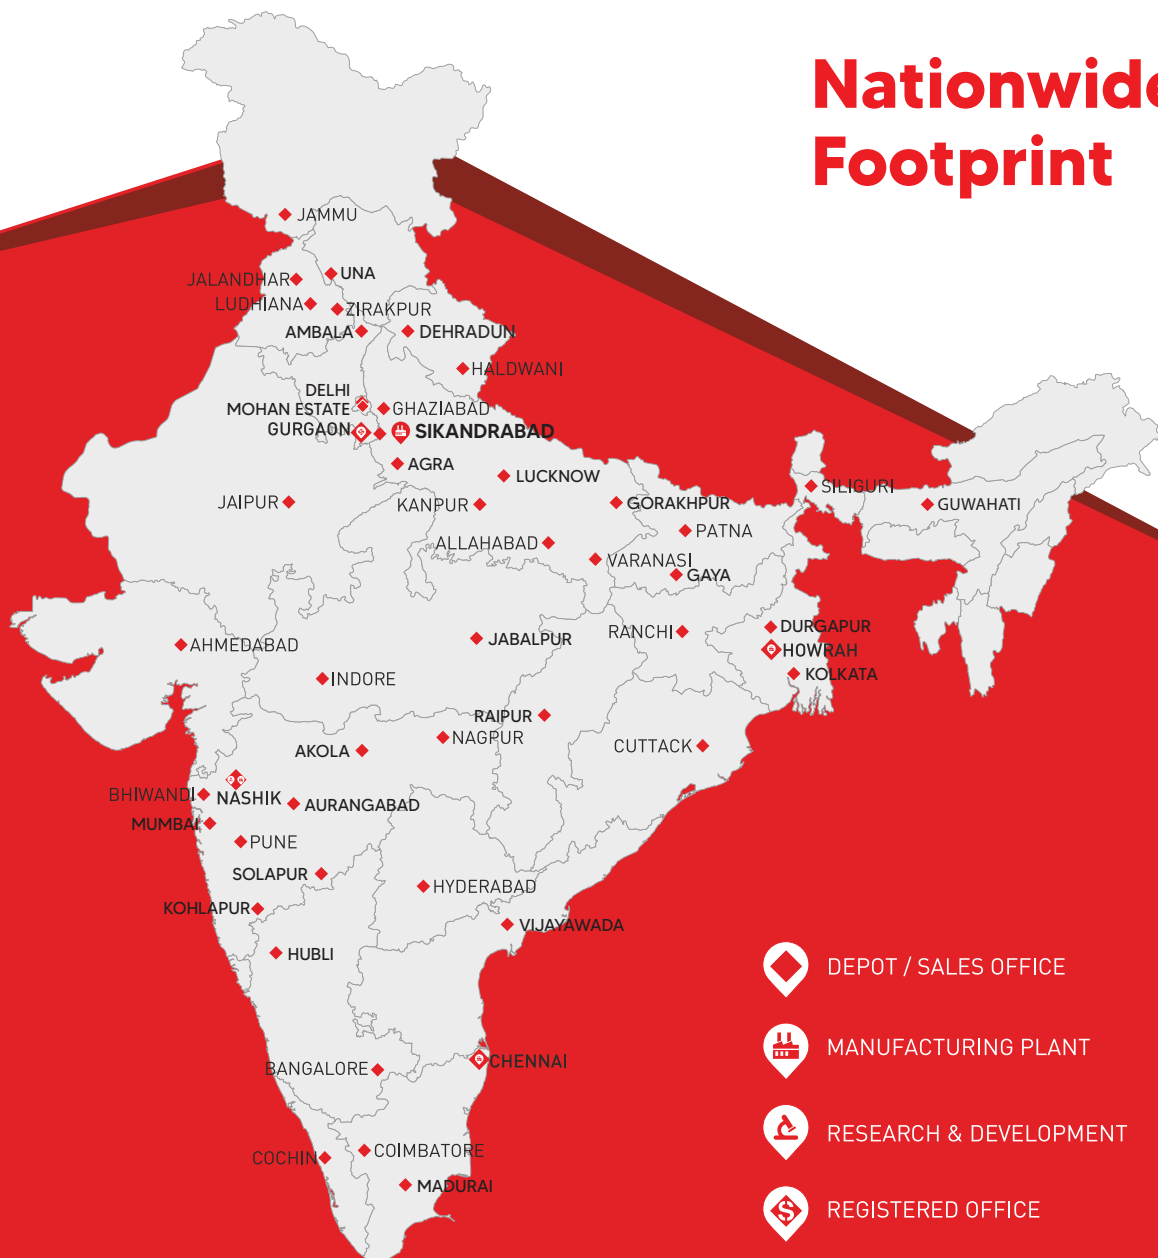 Nationwide
Footprint
JAMMU
JALANDHAR
UNA
LUDHIANA
ZIRAKPUR
AMBALA
DEHRADUN
HALDWANI
DELHI
MOHAN ESTATE
GHAZIABAD
GURGAON
SIKANDRABAD
AGRA
LUCKNOW
JAIPUR
KANPUR
GORAKHPUR
SILIGURI
GUWAHATI
PATNA
ALLAHABAD
VARANASI
GAYA
AHMEDABAD
JABALPUR
RANCHI
DURGAPUR
HOWRAH
KOLKATA
INDORE
RAIPUR
NAGPUR
AKOLA
CUTTACK
BHIWANDI
NASHIK
AURANGABAD
MUMBAI
PUNE
SOLAPUR
HYDERABAD
KOHLAPUR
VIJAYAWADA
HUBLI
DEPOT / SALES OFFICE
MANUFACTURING PLANT
BANGALORE
CHENNAI
RESEARCH & DEVELOPMENT
COCHIN
COIMBATORE
MADURAI
REGISTERED OFFICE